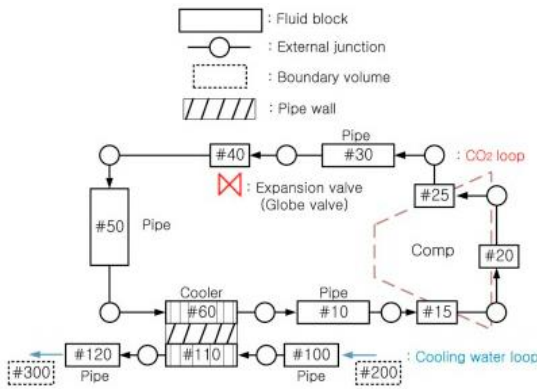 : Fluid block
: External junction
: Boundary volume
: Pipe wall
Pipe
#40
#30
: CO2 loop
#25
: Expansion valve
(Globe valve)
#50
Pipe
Comp
#20
Cooler
Pipe
#60
#10
#15
#110
#120
#100
: Cooling water loop
#300
Pipe
Pipe
#200